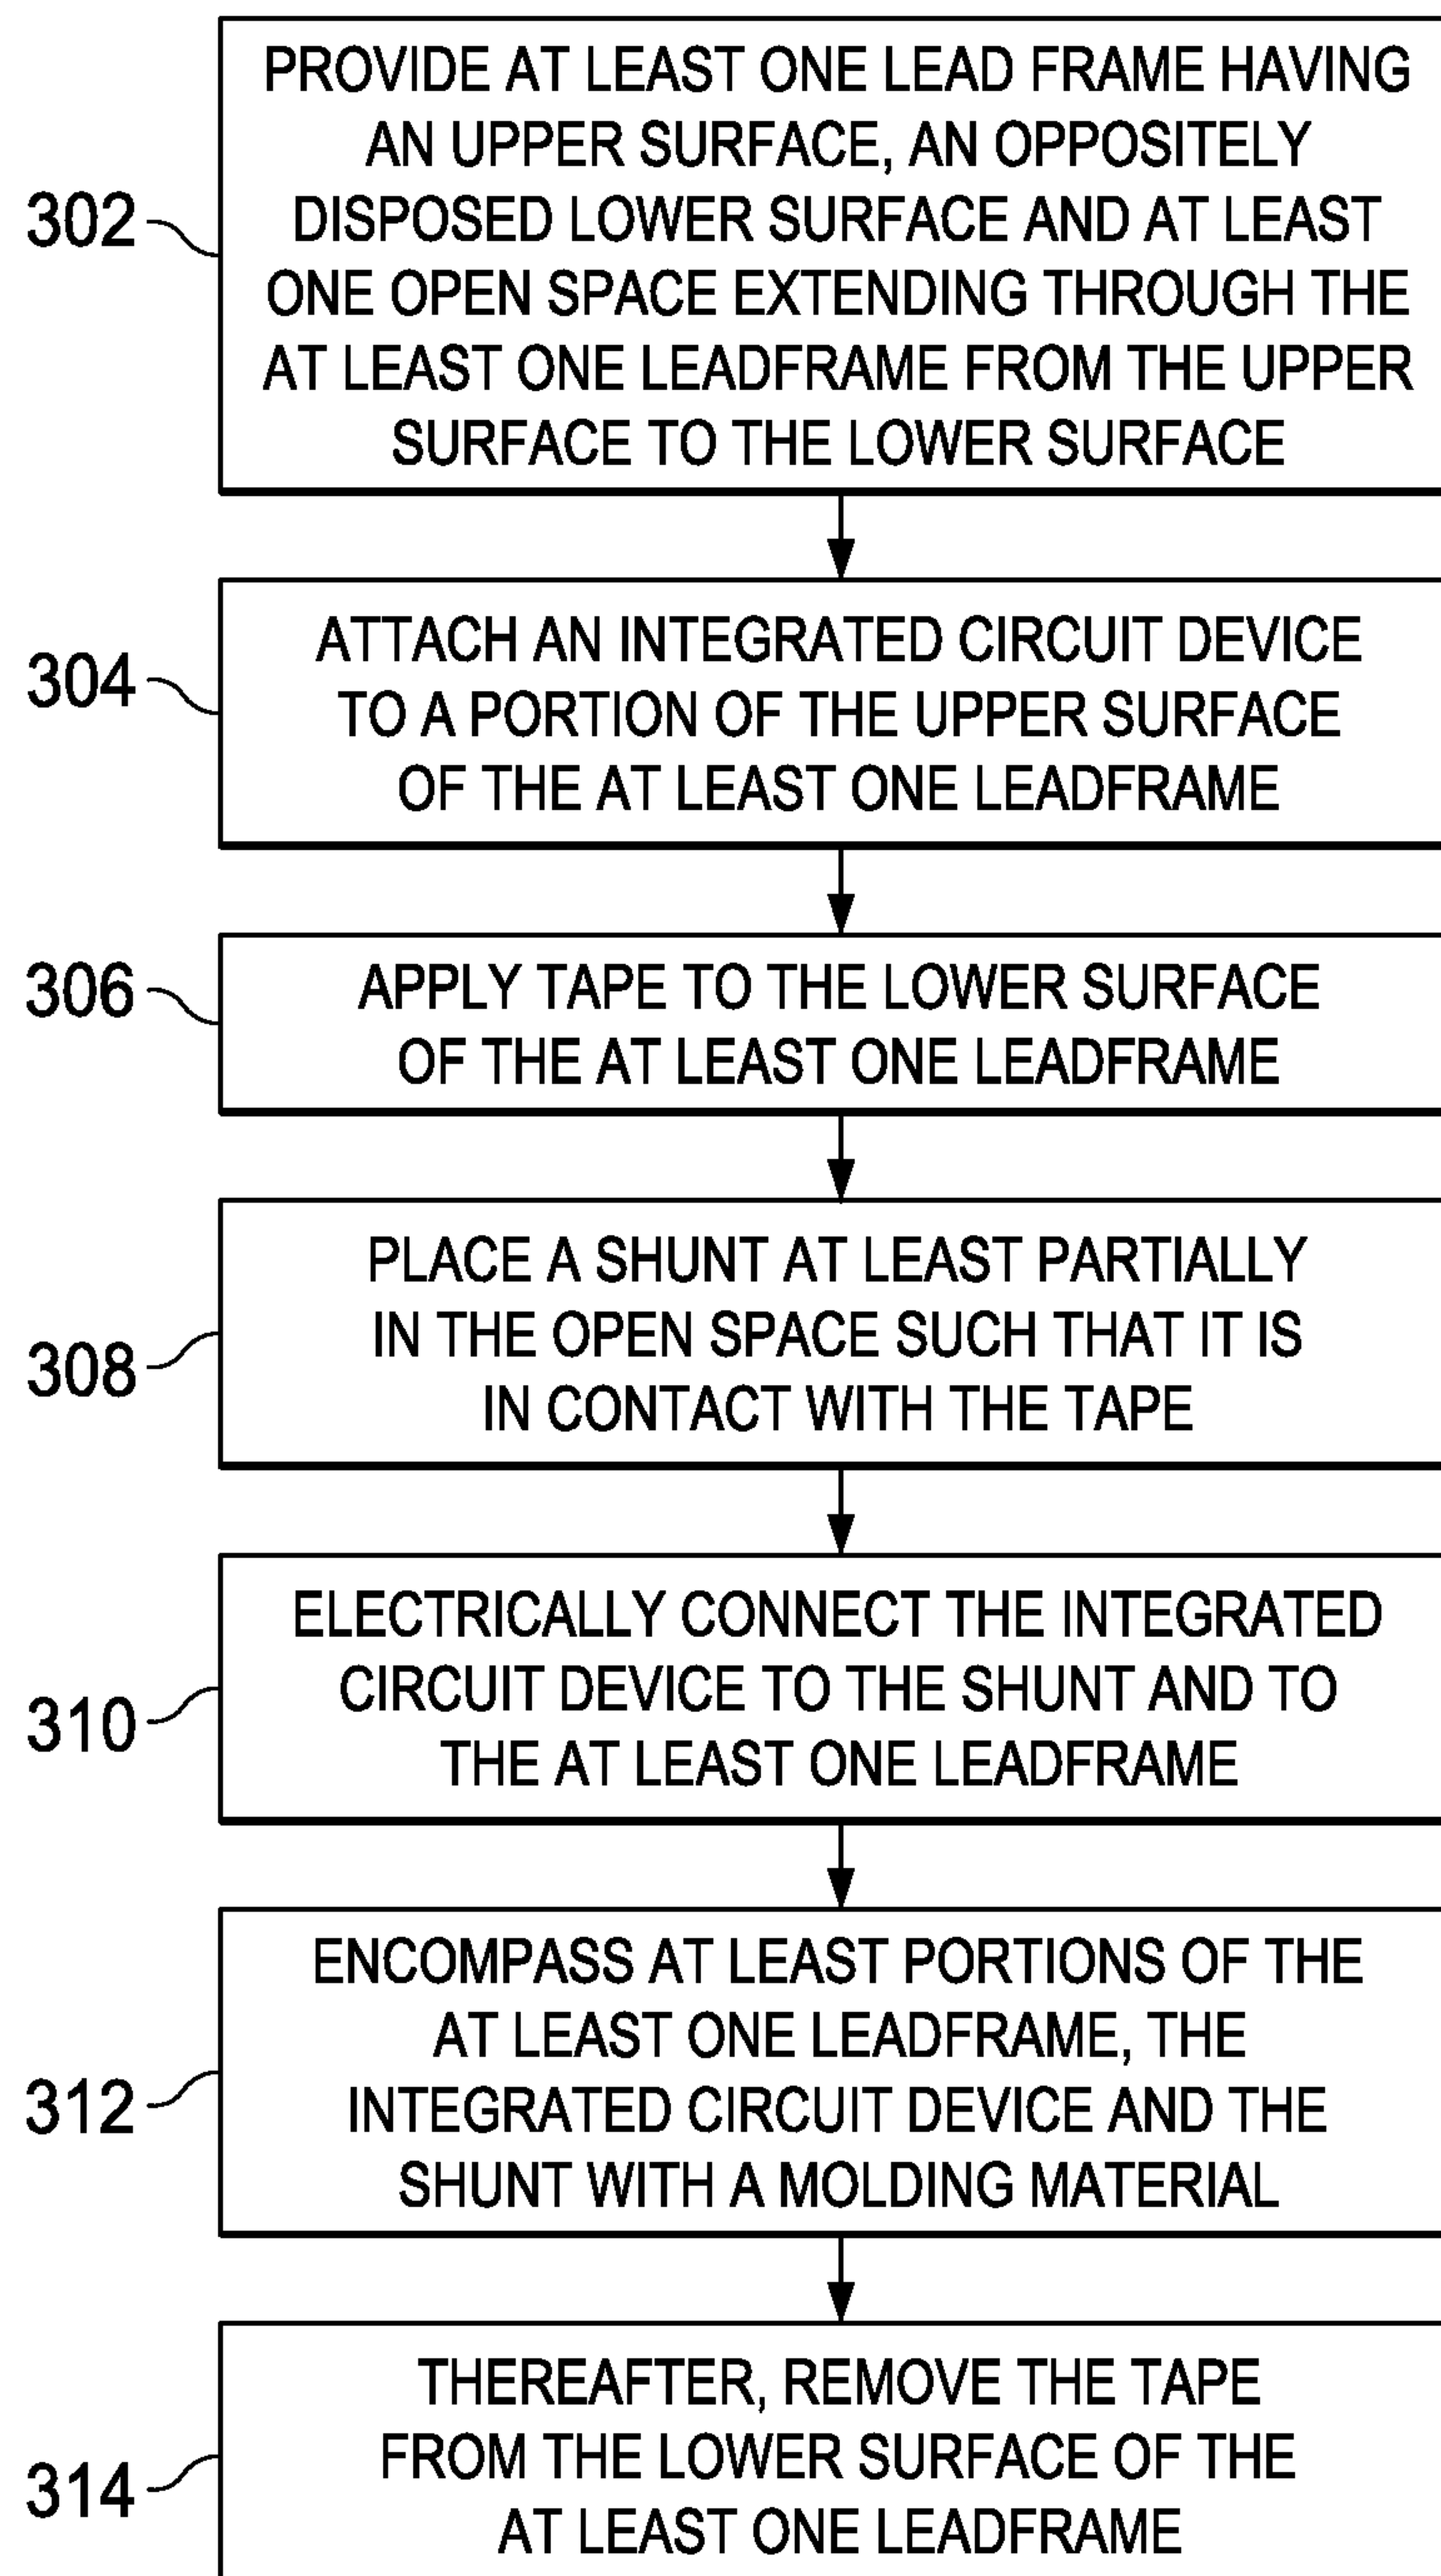 PROVIDE AT LEAST ONE LEAD FRAME HAVING
AN UPPER SURFACE, AN OPPOSITELY
302
DISPOSED LOWER SURFACE AND AT LEAST
ONE OPEN SPACE EXTENDING THROUGH THE
AT LEAST ONE LEADFRAME FROM THE UPPER
SURFACE TO THE LOWER SURFACE
ATTACH AN INTEGRATED CIRCUIT DEVICE
304
TO A PORTION OF THE UPPER SURFACE
OF THE AT LEAST ONE LEADFRAME
306
APPLY TAPE TO THE LOWER SURFACE
OF THE AT LEAST ONE LEADFRAME
PLACE A SHUNT AT LEAST PARTIALLY
IN THE OPEN SPACE SUCH THAT IT IS
308
IN CONTACT WITH THE TAPE
ELECTRICALLY CONNECT THE INTEGRATED
CIRCUIT DEVICE TO THE SHUNT AND TO
310
THE AT LEAST ONE LEADFRAME
ENCOMPASS AT LEAST PORTIONS OF THE
AT LEAST ONE LEADFRAME, THE
312
INTEGRATED CIRCUIT DEVICE AND THE
SHUNT WITH A MOLDING MATERIAL
THEREAFTER, REMOVE THE TAPE
FROM THE LOWER SURFACE OF THE
314
AT LEAST ONE LEADFRAME